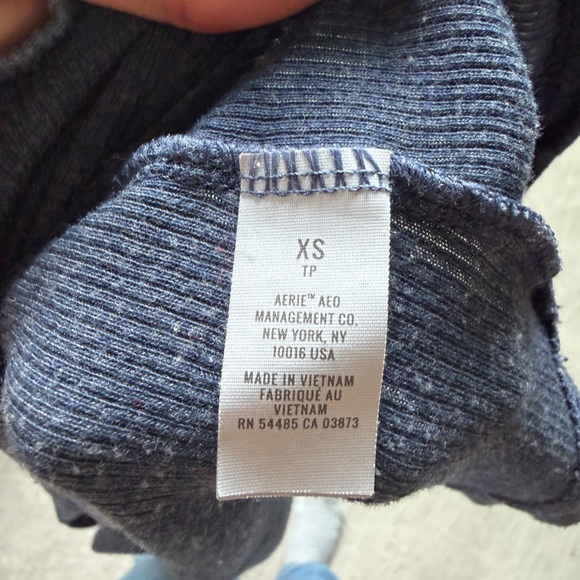 XS
TP
AERIE™ AEO
MANAGEMENT CO.
NEW YORK, NY
10016 USA
MADE IN VIETNAM
FABRIQUÉ AU
VIETNAM
RN 54485 CA 03873